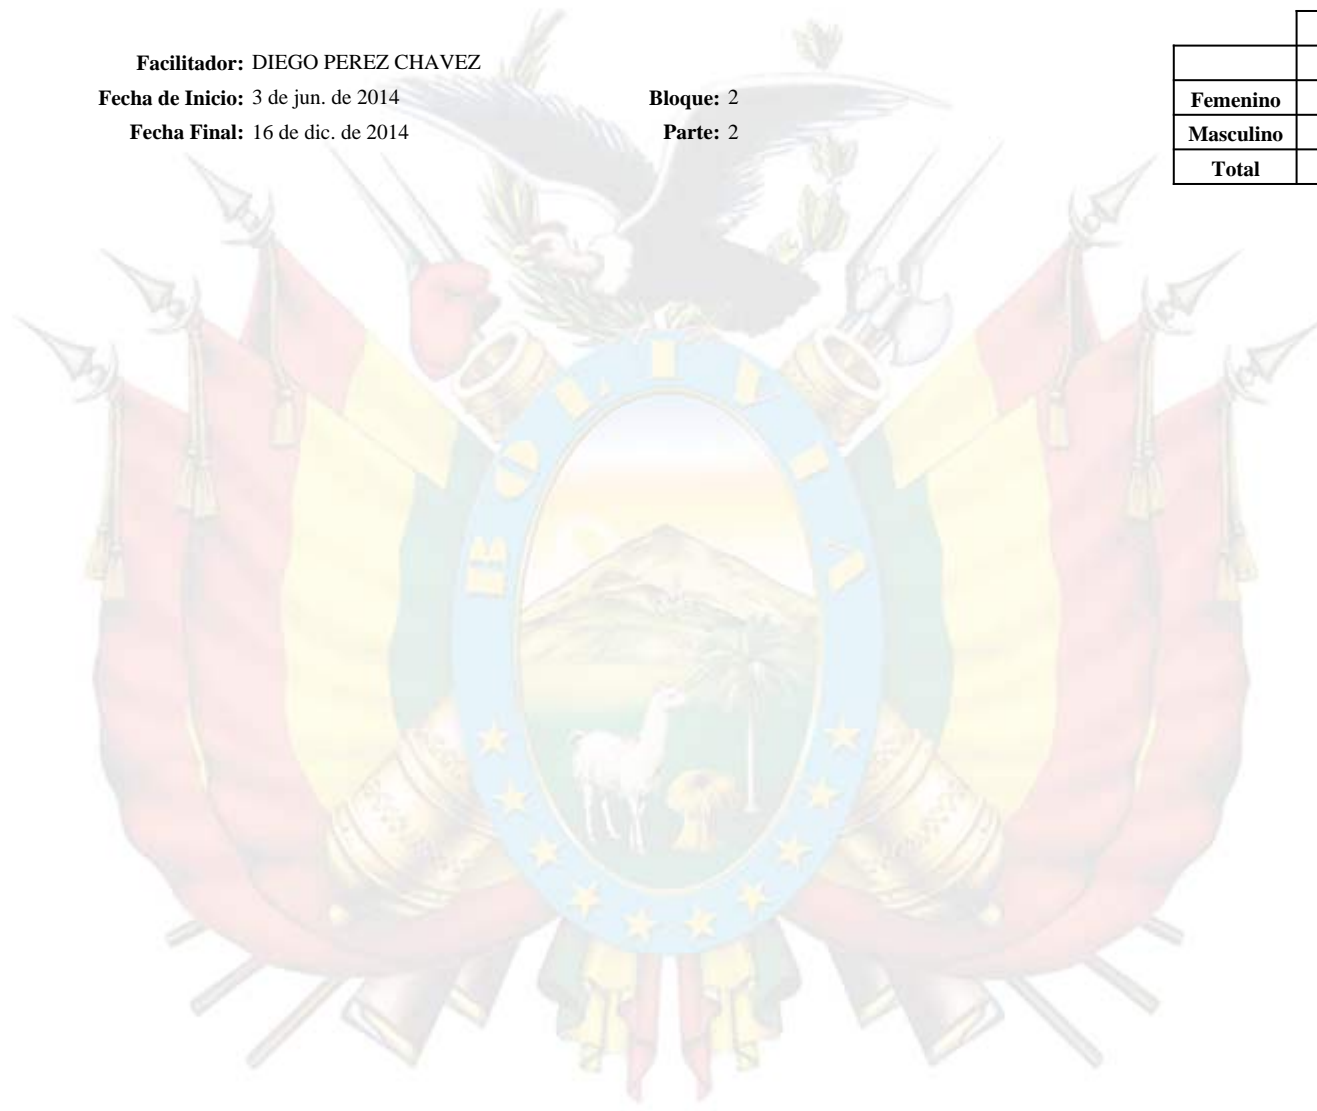 Facilitador: DIEGO PEREZ CHAVEZ
Fecha de Inicio: 3 de jun. de 2014
Bloque: 2
Fecha Final: 16 de dic. de 2014
Parte: 2
Femenino
Masculino
Total
BOLIVIA